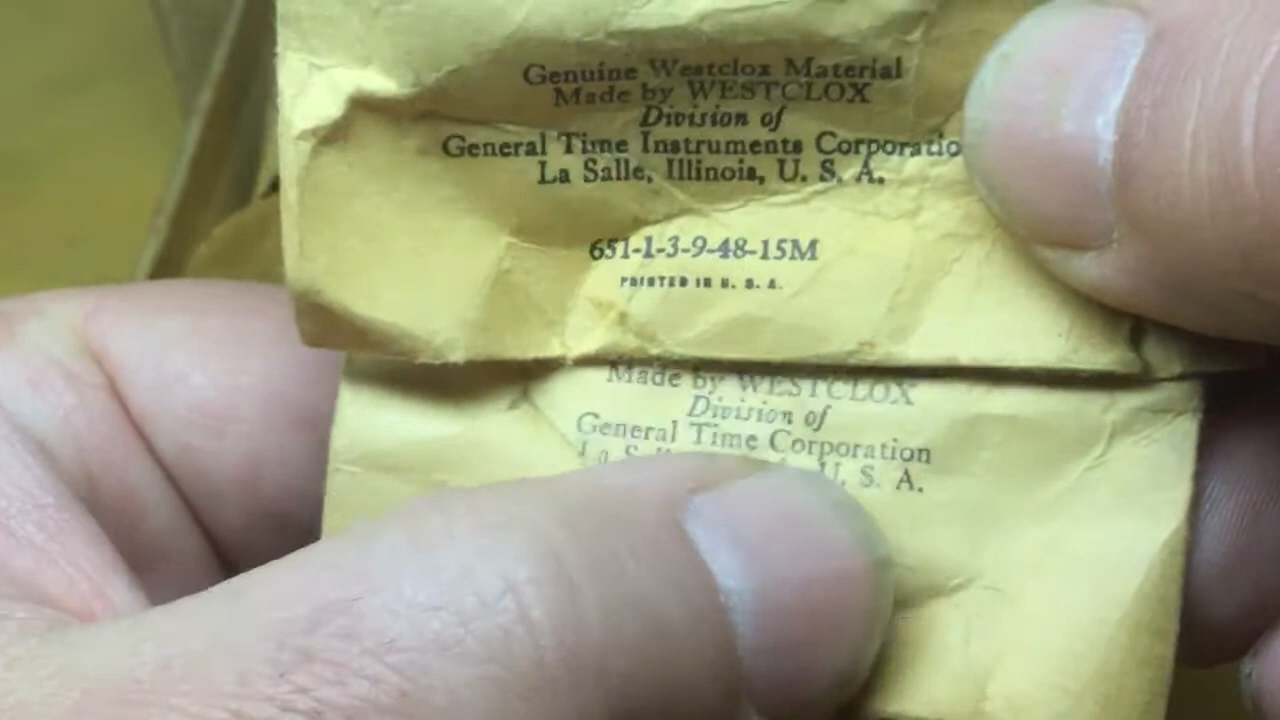 Genuine Westclox Material
Made by WESTCLOX
Division of
General Time Instruments Corporatio
La Salle, Illinois, U. S. A.
651-1-3-9-48-15M
PRINTED IN U. S. A.
Made by WESTCLOX
Division of
General Time Corporation
La U. S. A.